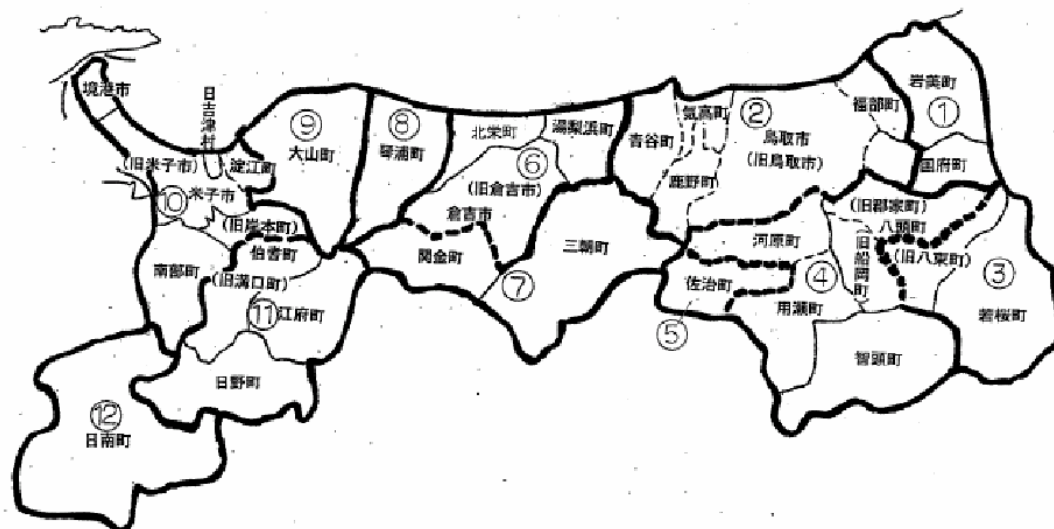 境港市
日吉津村
(旧米子市)
淀江町
⑩
米子市
(旧岸本町)
⑨
大山町
⑧
琴浦町
北栄町
湯梨浜町
⑥
(旧倉吉市)
倉吉市
関金町
三朝町
⑦
南部町
伯耆町
(旧溝口町)
⑪
江府町
日野町
⑫
日南町
青谷町
気高町
鹿野町
②
鳥取市
(旧鳥取市)
福部町
岩美町
①
国府町
(旧郡家町)
八頭町
(旧八東町)
旧船岡町
河原町
④
佐治町
用瀬町
⑤
③
若桜町
智頭町